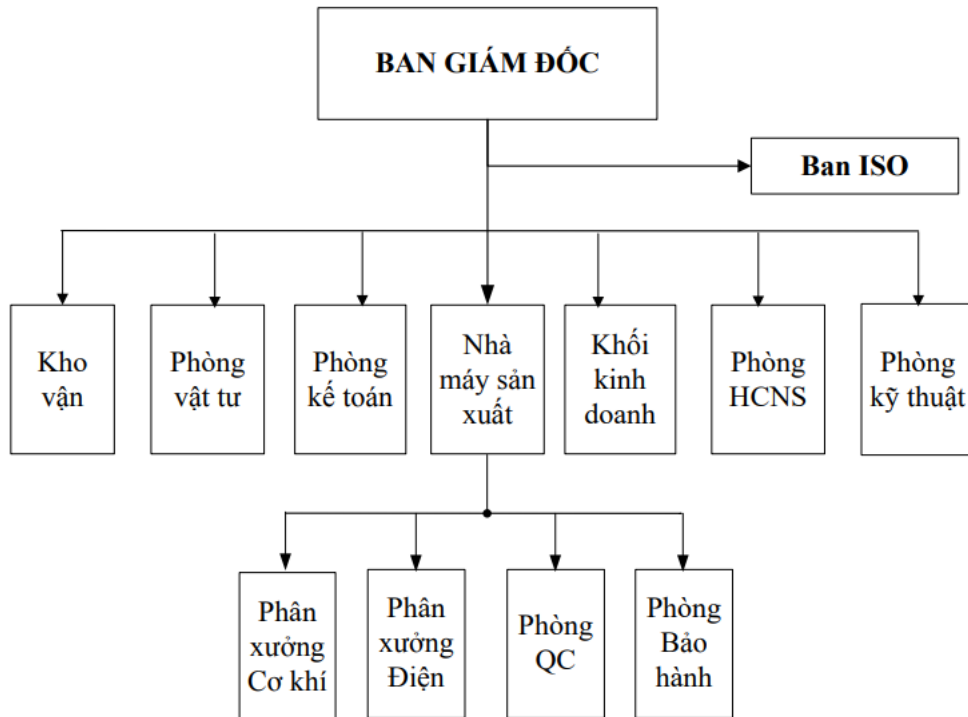 BAN GIÁM ĐỐC
Ban ISO
Kho
vận
Phòng
vật tư
Phòng
kế toán
Nhà
máy sản
xuất
Khối
kinh
doanh
Phòng
HCNS
Phòng
kỹ thuật
Phân
xưởng
Cơ khí
Phân
xưởng
Điện
Phòng
QC
Phòng
Bảo
hành